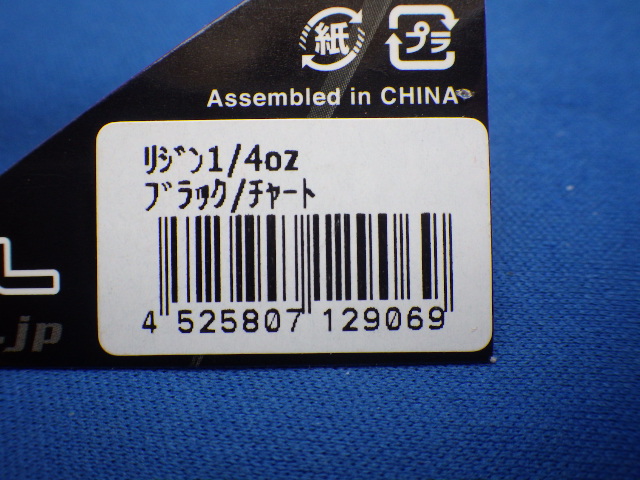 紙 プラ
Assembled in CHINA
ﾘｼﾞﾝ1/4oz
ﾌﾞﾗｯｸ/ﾁｬｰﾄ
4 525807 129069
.jp